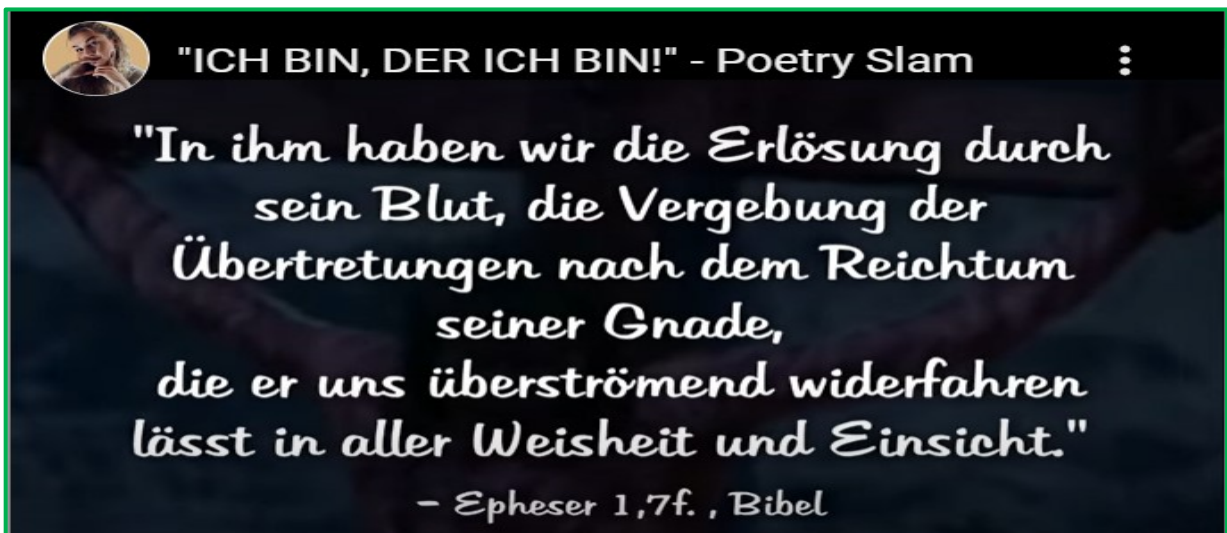 "ICH BIN, DER ICH BIN!" - Poetry Slam
"In ihm haben wir die Erlösung durch
sein Blut, die Vergebung der
Übertretungen nach dem Reichtum
seiner Gnade,
die er uns überströmend widerfahren
lässt in aller Weisheit und Einsicht."
– Epheser 1,7f. , Bibel